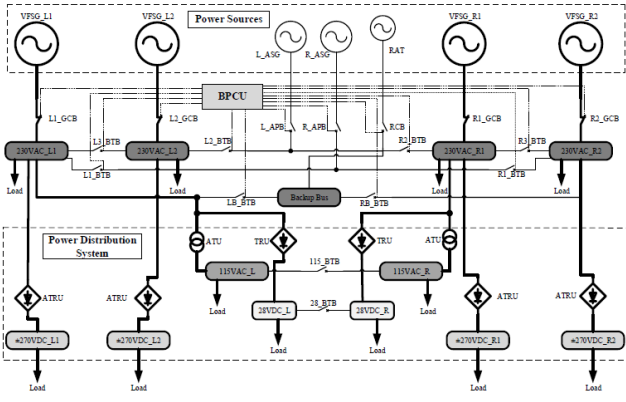 VFSG_L1
VFSG_L2
Power Sources
L_ASG
R_ASG
RAT
VFSG_R1
VFSG_R2
BPCU
L1_GCB
L2_GCB
L_APB
R_APB
RCB
R1_GCB
R2_GCB
230VAC_L1
L3_BTB
230VAC_L2
L2_BTB
R2_BTB
230VAC_R1
R3_BTB
230VAC_R2
Load
L1_BTB
Load
Load
R1_BTB
Load
LB_BTB
Backup Bus
RB_BTB
Power Distribution
System
ATU
TRU
TRU
ATU
115VAC_L
115_BTB
115VAC_R
ATRU
ATRU
Load
28VDC_L
28_BTB
28VDC_R
Load
ATRU
ATRU
*270VDC_L1
*270VDC_L2
Load
Load
*270VDC_R1
*270VDC_R2
Load
Load
Load
Load